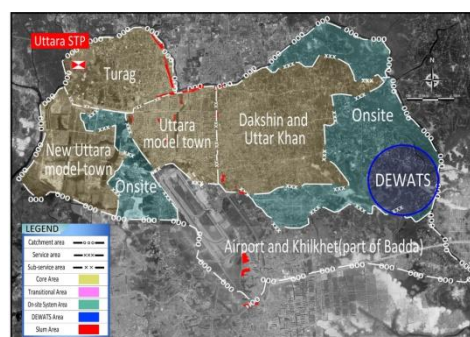 Uttara STP
Turag
Uttara
model town
Dakshin and
Uttar Khan
Onsite
New Uttara
model town
Onsite
DEWATS
Airport and Khilkhet(part of Badda)
LEGEND
Catchment area
Service area
Sub-service area
Core Area
Transitional Area
On-site System Area
DEWATS Area
Slum Area